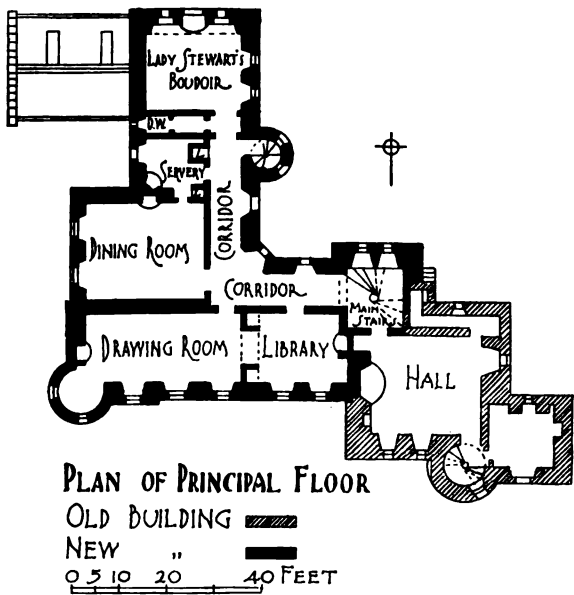 LADY STEWART'S
BOUDOIR
D.W.
SERVERY
CORRIDOR
DINING ROOM
CORRIDOR
MAIN
STAIRS
DRAWING ROOM
LIBRARY
HALL
PLAN OF PRINCIPAL FLOOR
OLD BUILDING
NEW „
0 5 10 20 40 FEET